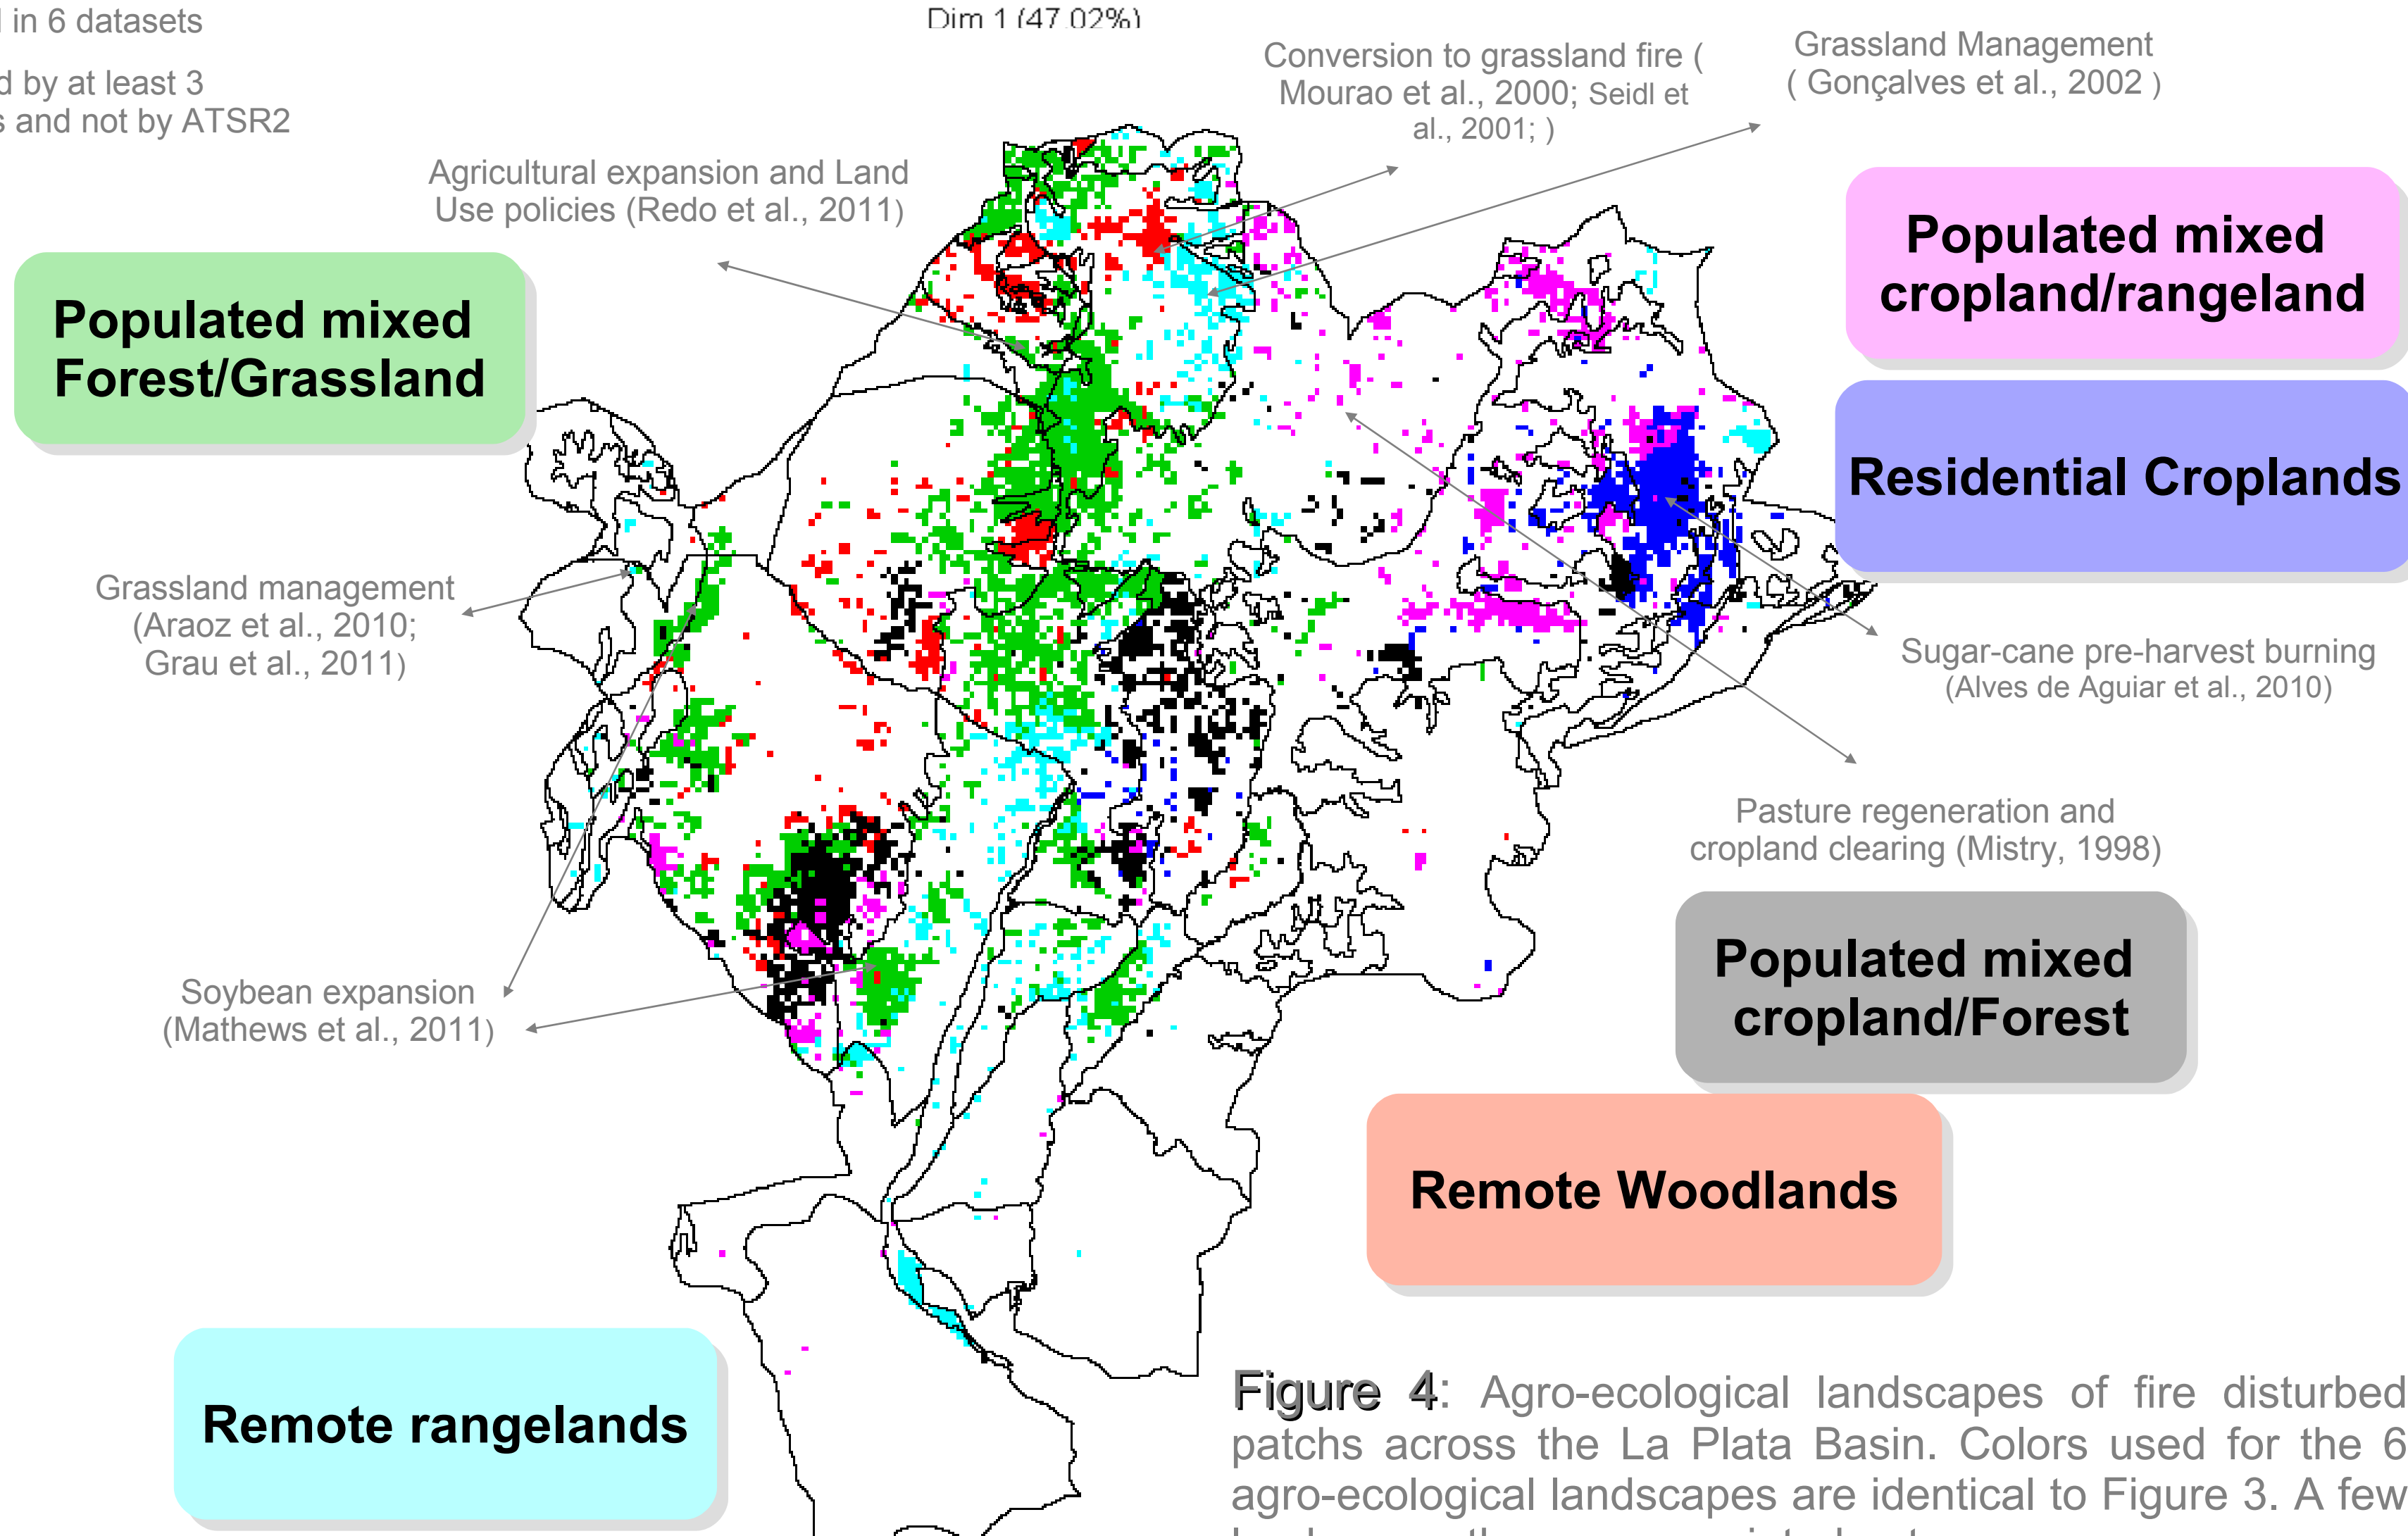 in 6 datasets
Dim 1 (47.02%)
by at least 3
and not by ATSR2
Conversion to grassland fire (
Mourao et al., 2000; Seidl et
al., 2001; )
Grassland Management
( Gonçalves et al., 2002 )
Agricultural expansion and Land
Use policies (Redo et al., 2011)
Populated mixed
cropland/rangeland
Populated mixed
Forest/Grassland
Residential Croplands
Grassland management
(Araoz et al., 2010;
Grau et al., 2011)
Sugar-cane pre-harvest burning
(Alves de Aguiar et al., 2010)
Pasture regeneration and
cropland clearing (Mistry, 1998)
Populated mixed
cropland/Forest
Soybean expansion
(Mathews et al., 2011)
Remote Woodlands
Remote rangelands
Figure 4: Agro-ecological landscapes of fire disturbed
patchs across the La Plata Basin. Colors used for the 6
agro-ecological landscapes are identical to Figure 3. A few